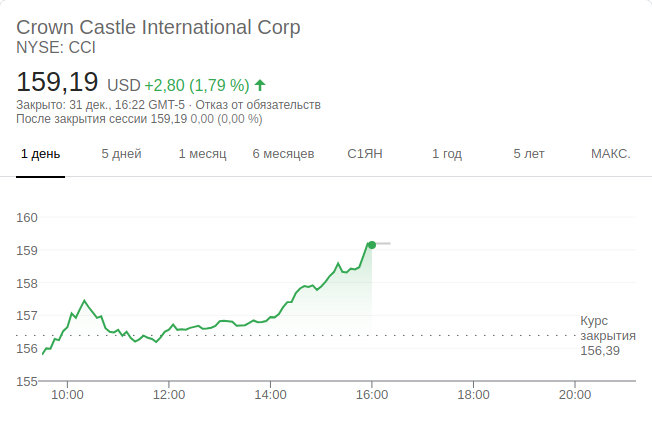 Crown Castle International Corp
NYSE: CCI
159,19 USD +2,80 (1,79 %)
Закрыто: 31 дек., 16:22 GMT-5 · Отказ от обязательств
После закрытия сессии 159,19 0,00 (0,00 %)
1 день 5 дней 1 месяц 6 месяцев С1ЯН 1 год 5 лет МАКС.
160
159
158
157
Курс
закрытия
156,39
156
155
10:00 12:00 14:00 16:00 18:00 20:00